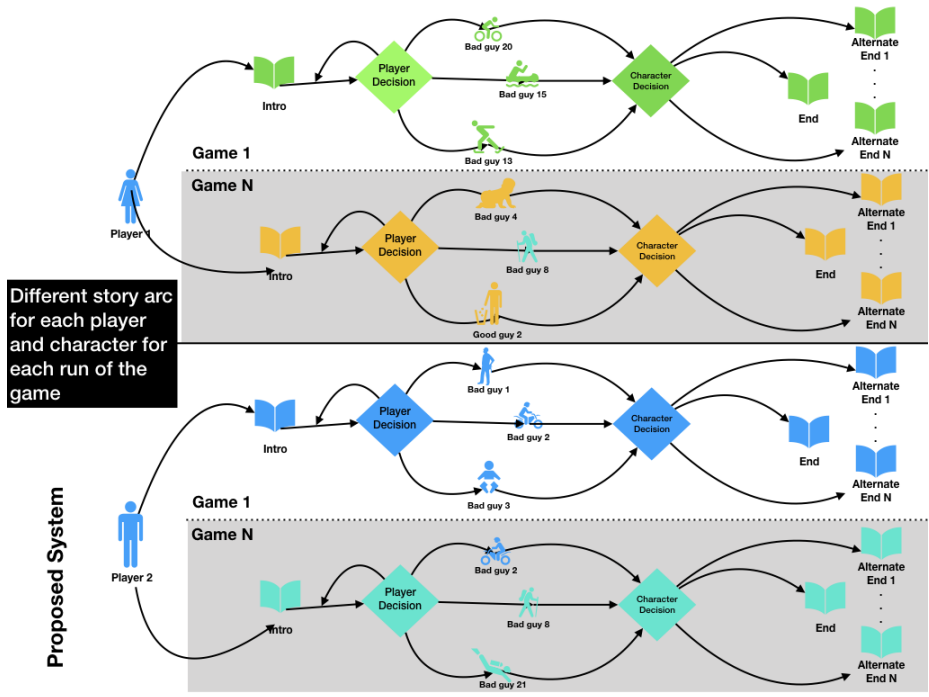 Bad guy 20
Player
Decision
Bad guy 15
Character
Decision
Alternate
End 1
Intro
End
Bad guy 13
Alternate
End N
Game 1
Game N
Player 1
Bad guy 4
Player
Decision
Character
Decision
Alternate
End 1
Intro
Bad guy 8
End
Good guy 2
Alternate
End N
Different story arc
for each player
and character for
each run of the
game
Bad guy 1
Player
Decision
Character
Decision
Alternate
End 1
Intro
Bad guy 2
End
Bad guy 3
Alternate
End N
Game 1
Game N
Player 2
Proposed System
Bad guy 2
Player
Decision
Character
Decision
Alternate
End 1
Intro
Bad guy 8
End
Bad guy 21
Alternate
End N